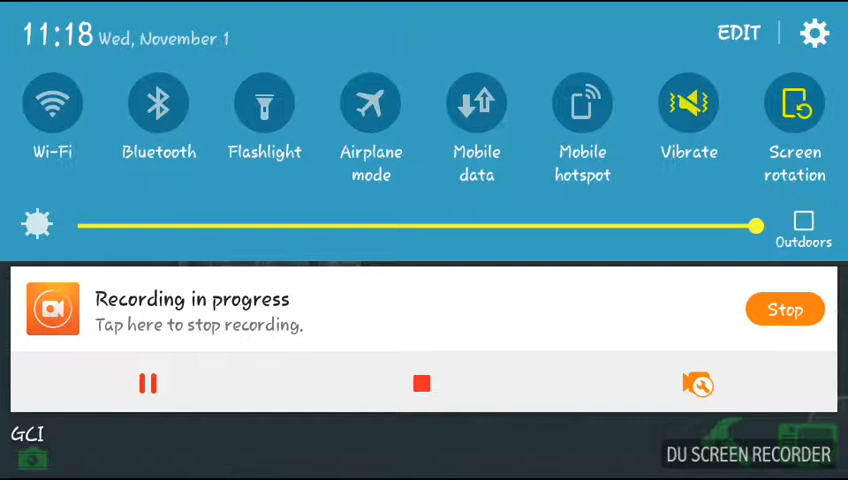 11:18 Wed, November 1
EDIT
Wi-Fi
Bluetooth
Flashlight
Airplane
mode
Mobile
data
Mobile
hotspot
Vibrate
Screen
rotation
Outdoors
Recording in progress
Tap here to stop recording.
Stop
GCI
DU SCREEN RECORDER